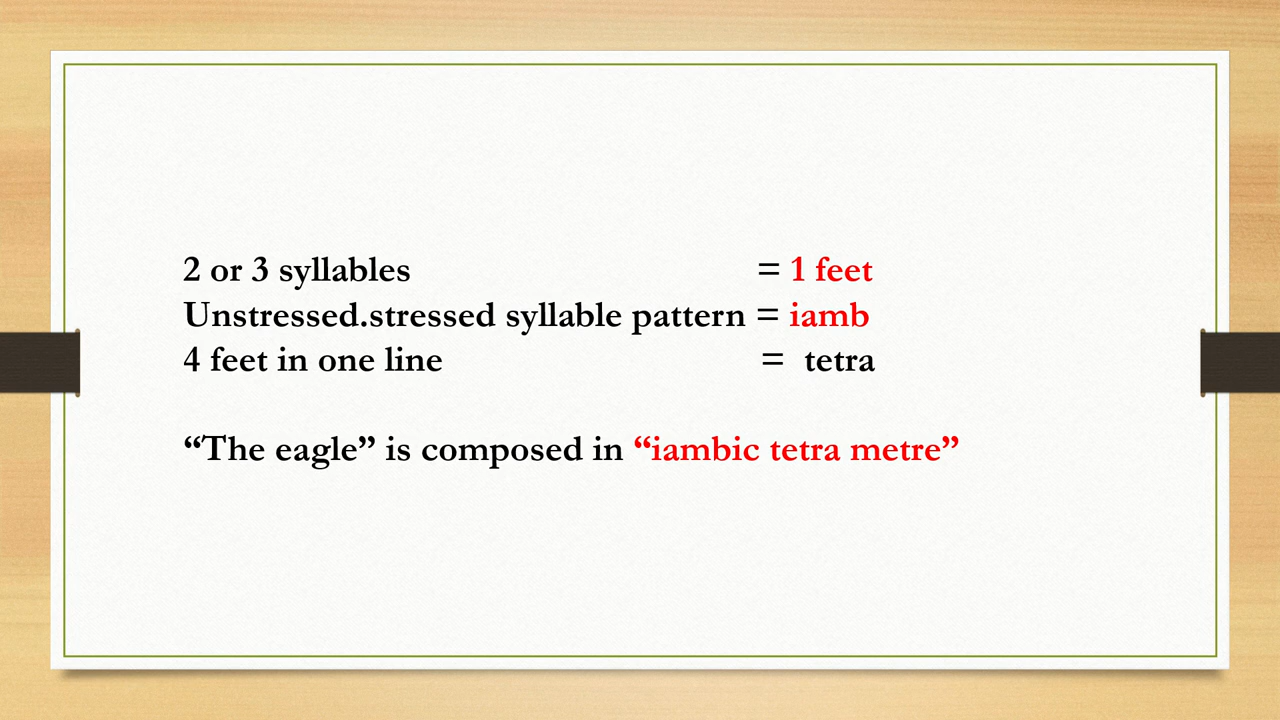 2 or 3 syllables = 1 feet
Unstressed.stressed syllable pattern = iamb
4 feet in one line = tetra
“The eagle” is composed in “iambic tetra metre”